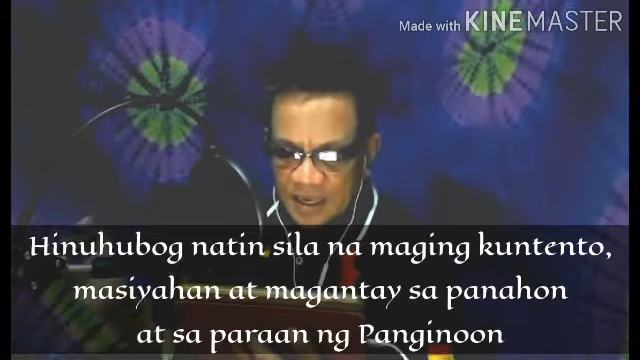 Made with KINEMASTER
Hinuhubog natin sila na maging kuntento,
masiyahan at magantay sa panahon
at sa paraan ng Panginoon